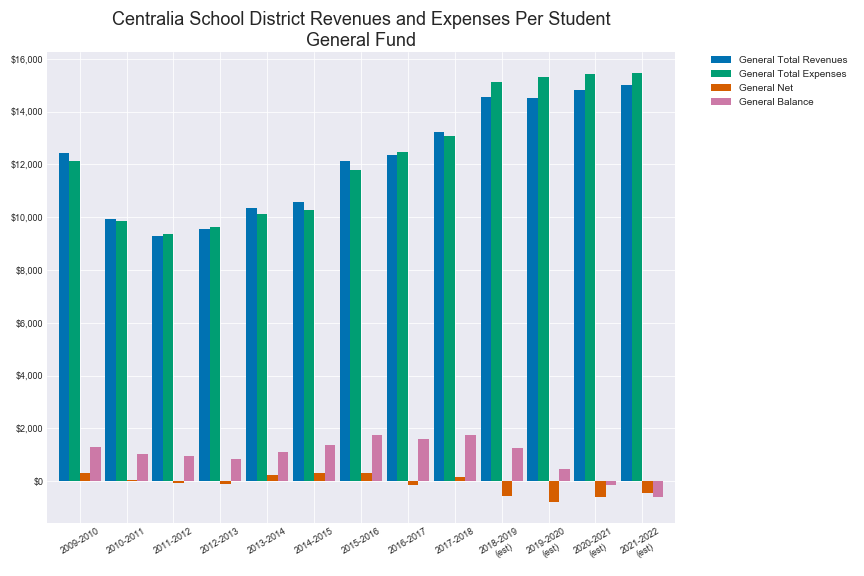 Centralia School District Revenues and Expenses Per Student
General Fund
$16,000
$14,000
$12,000
$10,000
$8,000
$6,000
$4,000
$2,000
$0
2009-2010
2010-2011
2011-2012
2012-2013
2013-2014
2014-2015
2015-2016
2016-2017
2017-2018
2018-2019
(est)
2019-2020
(est)
2020-2021
(est)
2021-2022
(est)
General Total Revenues
General Total Expenses
General Net
General Balance